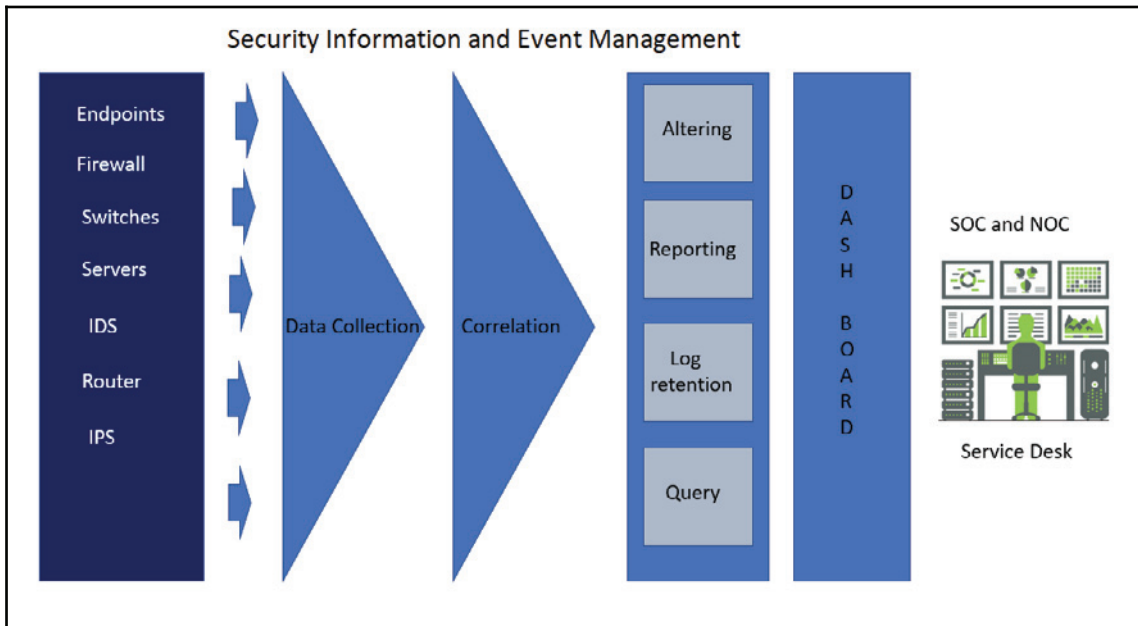 Security Information and Event Management
Endpoints
Firewall
Switches
Servers
IDS
Router
IPS
Data Collection
Correlation
Altering
Reporting
Log
retention
Query
D
A
S
H
B
O
A
R
D
SOC and NOC
Service Desk